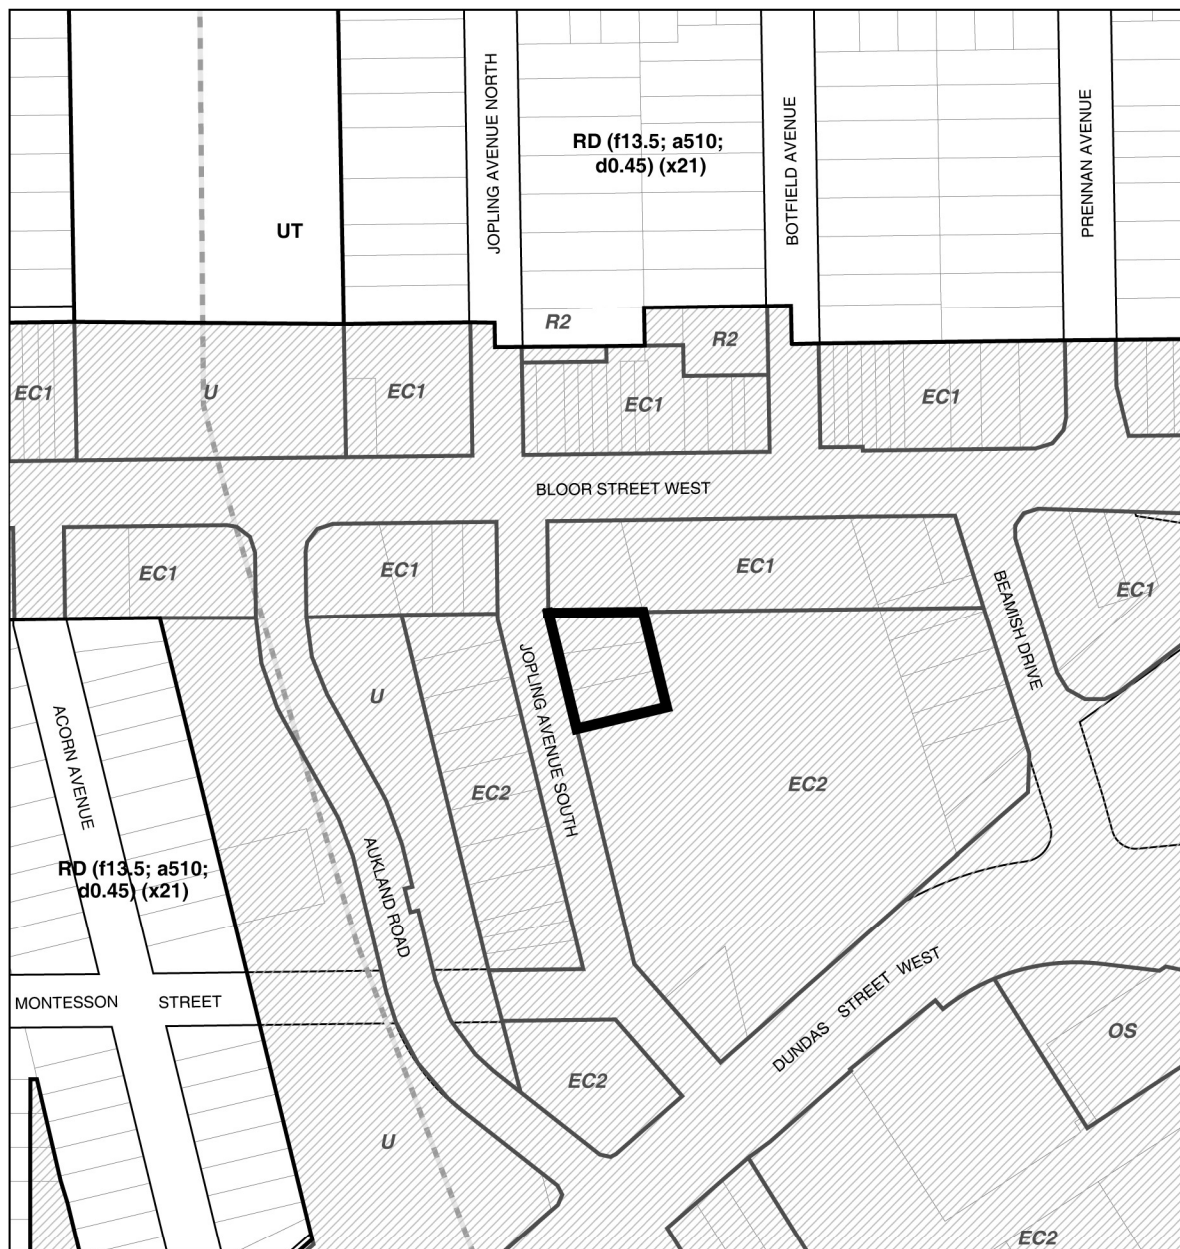 JOPLING AVENUE NORTH
RD (f13.5; a510;
d0.45) (x21)
BOTFIELD AVENUE
PRENNAN AVENUE
UT
R2
R2
EC1
U
EC1
EC1
EC1
BLOOR STREET WEST
EC1
EC1
EC1
EC1
BEAMISH DRIVE
JOPLING AVENUE SOUTH
U
ACORN AVENUE
EC2
EC2
RD (f13.5; a510;
d0.45) (x21)
AUKLAND ROAD
MONTESSON STREET
DUNDAS STREET WEST
OS
EC2
U
EC2